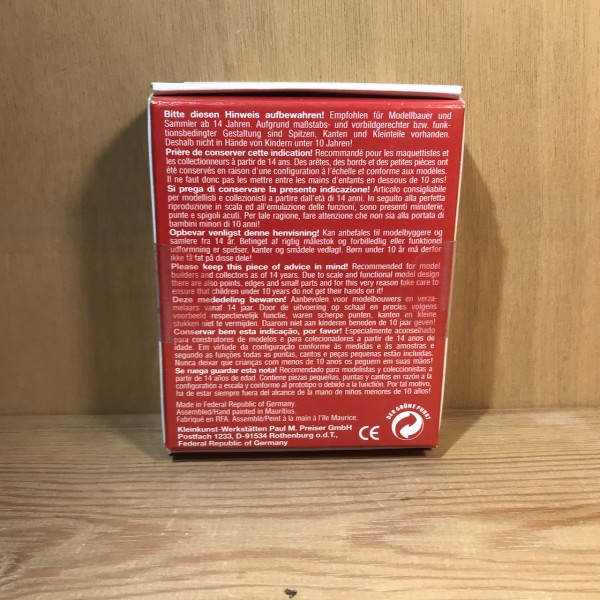 Bitte diesen Hinweis aufbewahren! Empfohlen für Modellbauer und
Sammler ab 14 Jahren. Aufgrund maßstabs- und vorbildgerechter bzw. funk-
tionsbedingter Gestaltung sind Spitzen, Kanten und Kleinteile vorhanden.
Deshalb nicht in Hände von Kindern unter 10 Jahren!
Prière de conserver cette indication! Recommandé pour les maquettistes et
les collectionneurs à partir de 14 ans. Des arêtes, des bords et des petites pièces ont
été conservés en raison d'une configuration à l'échelle et conforme aux modèles.
Il ne faut donc pas les mettre entre les mains d'enfants en dessous de 10 ans!
Si prega di conservare la presente indicazione! Articolo consigliabile
per modellisti e colezionisti a partire dall'età di 14 anni. In seguito alla perfetta
riproduzione in scala ed all'emulazione delle funzioni, sono presenti minuterie,
punte e spigoli acuti. Per tale ragione, fare attenzione che non sia alla portata di
bambini minori di 10 anni!
Opbevar venligst denne henvisning! Kan anbefales til modelbyggere og
samlere fra 14 år. Betinget af rigtig målestok og forbilledlig eller funktionel
udformning er spidser, kanter og smådele vedlagt. Børn under 10 år må derfor
ikke få fat på disse dele!
Please keep this piece of advice in mind! Recommended for model
builders and collectors as of 14 years. Due to scale and functional model design
there are also points, edges and small parts and for this very reason take care to
ensure that children under 10 years do not get their hands on it!
Deze mededeling bewaren! Aanbevolen voor modelbouwers en verza-
melaars vanaf 14 jaar. Door de uitvoering op schaal en precies volgens
voorbeeld respectievelijk functie, waren scherpe punten, kanten en kleine
stukken niet te vermijden. Daarom niet aan kinderen beneden de 10 jaar geven!
Conservar bem esta indicação, por favor! Especialmente aconselhado
para construtores de modelos e para colecionadores a partir de 14 anos de
idade. Em virtude da configuração conforme às medidas e às amostras e
segundo as funções todas as pontas, cantos e peças pequenas estão incluidas.
Nunca deixar que crianças com menos de 10 anos os peguem em suas mãos!
Se ruega guardar esta nota! Recomendado para modelistas y coleccionistas a
partir de 14 años de edad. Contiene piezas pequeñas, puntas y cantos en razón a la
configuration a escala y conforme al prototipo o debido a la función. Por tal motivo,
ha de estar siempre fuera del alcance de la mano de niños menores de 10 años!
Made in Federal Republic of Germany.
Assembled/Hand painted in Mauritius.
Fabriqué en RFA. Assemblé/Peint à la main à l'Ile Maurice.
Kleinkunst-Werkstätten Paul M. Preiser GmbH
Postfach 1233, D-91534 Rothenburg o.d.T.,
Federal Republic of Germany
CE
DER GRÜNE PUNKT